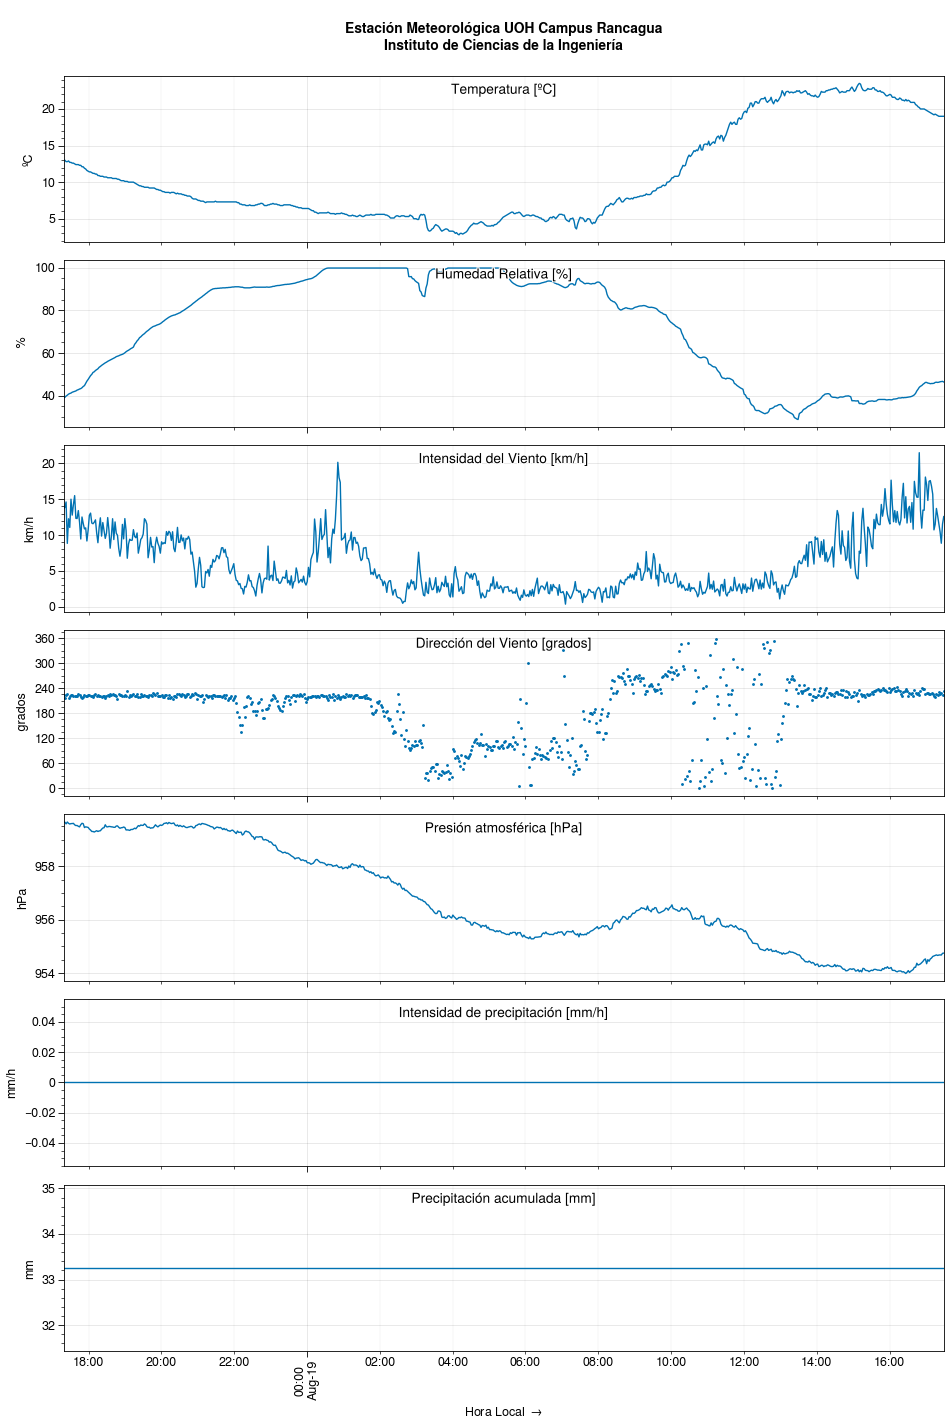 Estación Meteorológica UOH Campus Rancagua
Instituto de Ciencias de la Ingeniería
Temperatura [ºC]
20
15
10
5
ºC
Humedad Relativa [%]
100
80
60
40
%
Intensidad del Viento [km/h]
20
15
10
5
0
km/h
Dirección del Viento [grados]
360
300
240
180
120
60
0
grados
Presión atmosférica [hPa]
958
956
954
hPa
Intensidad de precipitación [mm/h]
0.04
0.02
0
−0.02
−0.04
mm/h
Precipitación acumulada [mm]
35
34
33
32
mm
18:00 20:00 22:00 00:00 02:00 04:00 06:00 08:00 10:00 12:00 14:00 16:00
Aug-19
Hora Local →